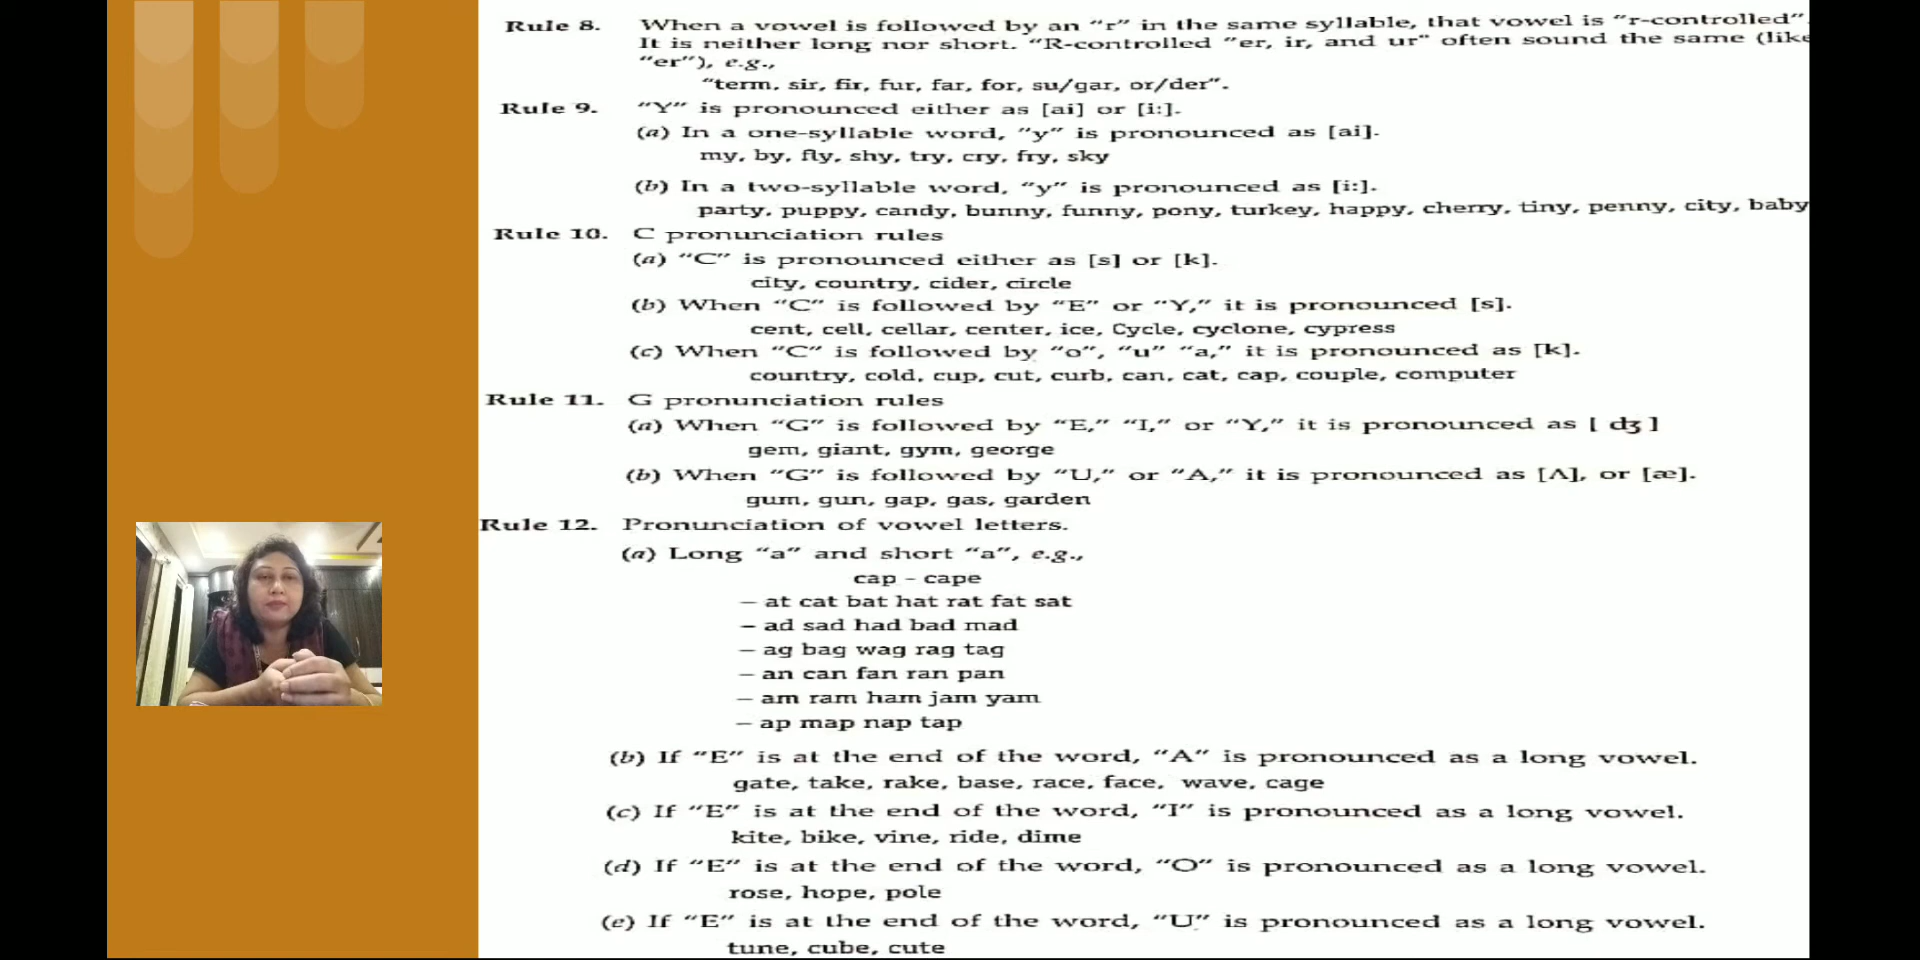 Rule 8. When a vowel is followed by an “r” in the same syllable, that vowel is “r-controlled”.
It is neither long nor short. “R-controlled “er, ir, and ur” often sound the same (like
“er”), e.g.,
“term, sir, fir, fur, far, for, su/gar, or/der”.
Rule 9. “Y” is pronounced either as [ai] or [i:].
(a) In a one-syllable word, “y” is pronounced as [ai].
my, by, fly, shy, try, cry, fry, sky
(b) In a two-syllable word, “y” is pronounced as [i:].
party, puppy, candy, bunny, funny, pony, turkey, happy, cherry, tiny, penny, city, baby
Rule 10. C pronunciation rules
(a) “C” is pronounced either as [s] or [k].
city, country, cider, circle
(b) When “C” is followed by “E” or “Y,” it is pronounced [s].
cent, cell, cellar, center, ice, Cycle, cyclone, cypress
(c) When “C” is followed by “o”, “u” “a,” it is pronounced as [k].
country, cold, cup, cut, curb, can, cat, cap, couple, computer
Rule 11. G pronunciation rules
(a) When “G” is followed by “E,” “I,” or “Y,” it is pronounced as [ dʒ ]
gem, giant, gym, george
(b) When “G” is followed by “U,” or “A,” it is pronounced as [Λ], or [æ].
gum, gun, gap, gas, garden
Rule 12. Pronunciation of vowel letters.
(a) Long “a” and short “a”, e.g.,
cap – cape
– at cat bat hat rat fat sat
– ad sad had bad mad
– ag bag wag rag tag
– an can fan ran pan
– am ram ham jam yam
– ap map nap tap
(b) If “E” is at the end of the word, “A” is pronounced as a long vowel.
gate, take, rake, base, race, face, wave, cage
(c) If “E” is at the end of the word, “I” is pronounced as a long vowel.
kite, bike, vine, ride, dime
(d) If “E” is at the end of the word, “O” is pronounced as a long vowel.
rose, hope, pole
(e) If “E” is at the end of the word, “U” is pronounced as a long vowel.
tune, cube, cute